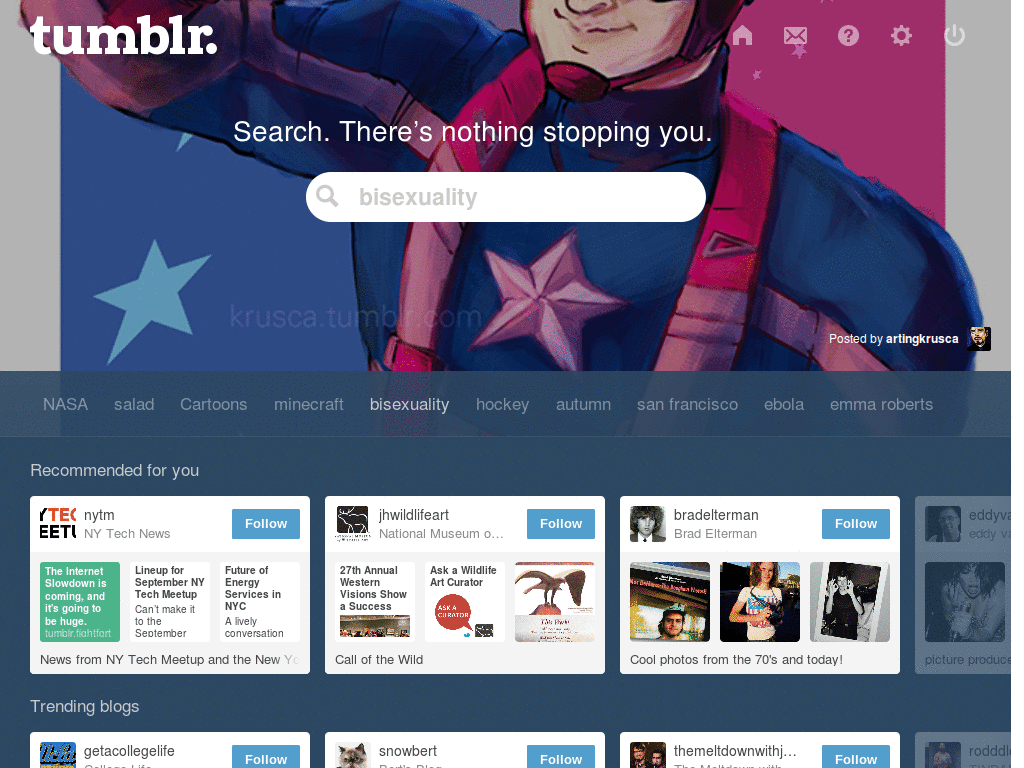 tumblr.
Search. There's nothing stopping you.
bisexuality
krusca.tumblr.com
Posted by artingkrusca
NASA salad Cartoons minecraft bisexuality hockey autumn san francisco ebola emma roberts
Recommended for you
nytm
NY Tech News
Follow
The Internet
Slowdown is
coming, and
it's going to
be huge.
tumblr.fightfort
Lineup for
September NY
Tech Meetup
Can't make it
to the
September
Future of
Energy
Services in
NYC
A lively
conversation
News from NY Tech Meetup and the New Yo
jhwildlifeart
National Museum o…
Follow
27th Annual
Western
Visions Show
a Success
Ask a Wildlife
Art Curator
ASK A
CURATOR
Call of the Wild
bradelterman
Brad Elterman
Follow
Cool photos from the 70's and today!
eddyva
eddy va
picture produce
Trending blogs
getacollegelife
College Life
Follow
snowbert
Bert's Blog
Follow
themeltdownwithj…
The Meltdown with
Follow
rodddle